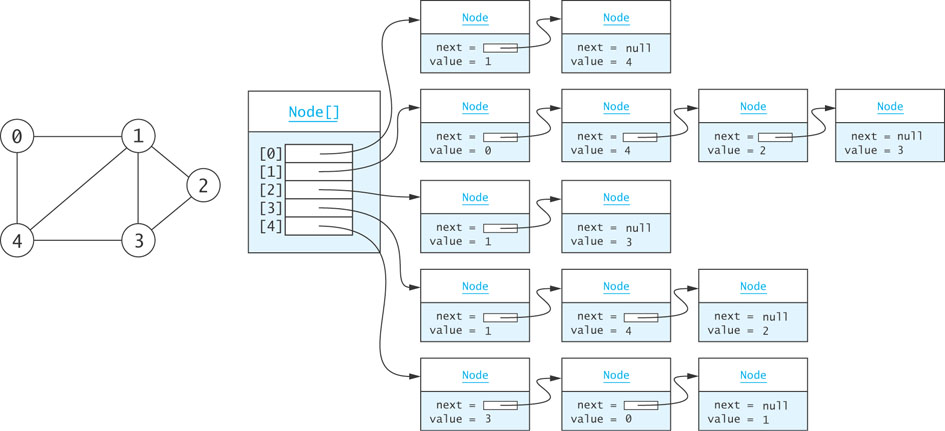 0
1
2
4
3
Node[]
[0]
[1]
[2]
[3]
[4]
Node
next =
value = 1
Node
next = null
value = 4
Node
next =
value = 0
Node
next =
value = 4
Node
next =
value = 2
Node
next = null
value = 3
Node
next =
value = 1
Node
next = null
value = 3
Node
next =
value = 1
Node
next =
value = 4
Node
next = null
value = 2
Node
next =
value = 3
Node
next =
value = 0
Node
next = null
value = 1